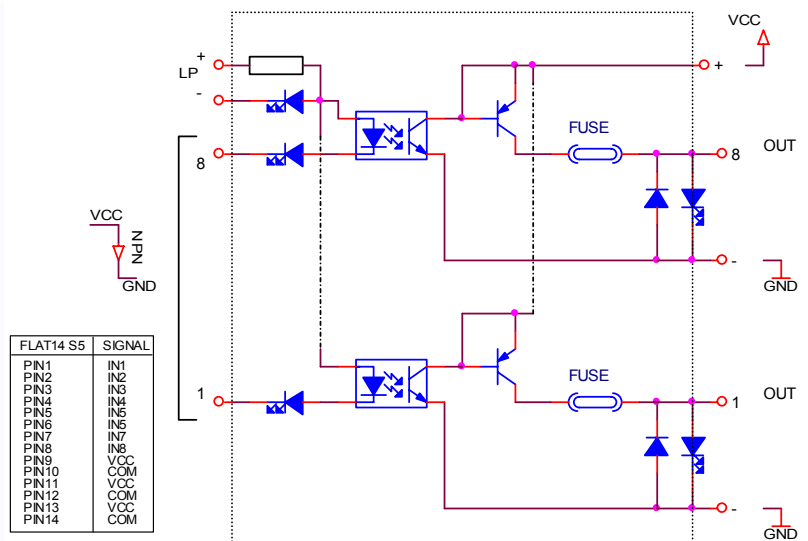 VCC
+
LP
+
-
FUSE
8
OUT
8
VCC
NPN
GND
-
GND
FLAT14 S5 SIGNAL
PIN1 IN1
PIN2 IN2
PIN3 IN3
PIN4 IN4
PIN5 IN5
PIN6 IN5
PIN7 IN7
PIN8 IN8
PIN9 VCC
PIN10 COM
PIN11 VCC
PIN12 COM
PIN13 VCC
PIN14 COM
FUSE
1
1
OUT
-
GND